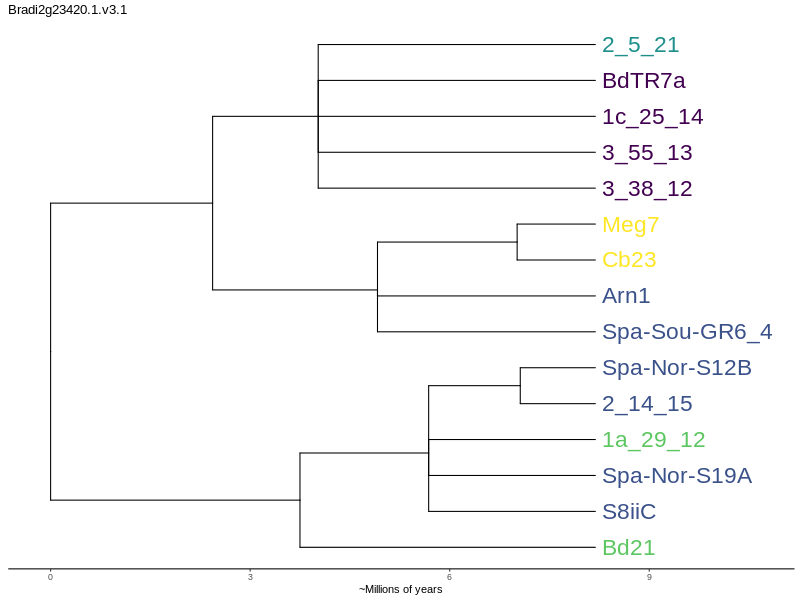 Bradi2g23420.1.v3.1
2_5_21
BdTR7a
1c_25_14
3_55_13
3_38_12
Meg7
Cb23
Arn1
Spa-Sou-GR6_4
Spa-Nor-S12B
2_14_15
1a_29_12
Spa-Nor-S19A
S8iiC
Bd21
0 3 6 9
~Millions of years